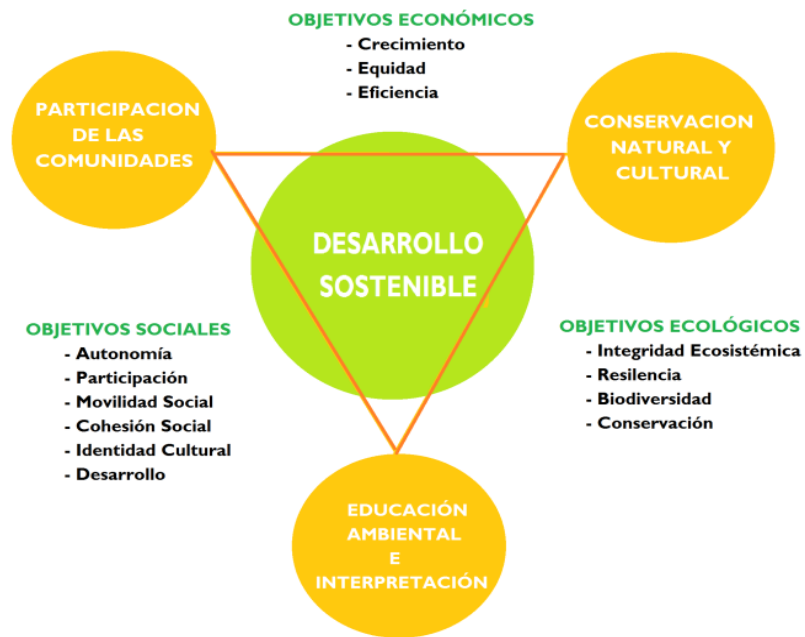 OBJETIVOS ECONÓMICOS
- Crecimiento
- Equidad
- Eficiencia
PARTICIPACION
DE LAS
COMUNIDADES
CONSERVACION
NATURAL Y
CULTURAL
DESARROLLO
SOSTENIBLE
OBJETIVOS SOCIALES
- Autonomía
- Participación
- Movilidad Social
- Cohesión Social
- Identidad Cultural
- Desarrollo
OBJETIVOS ECOLÓGICOS
- Integridad Ecosistémica
- Resilencia
- Biodiversidad
- Conservación
EDUCACIÓN
AMBIENTAL
E
INTERPRETACIÓN